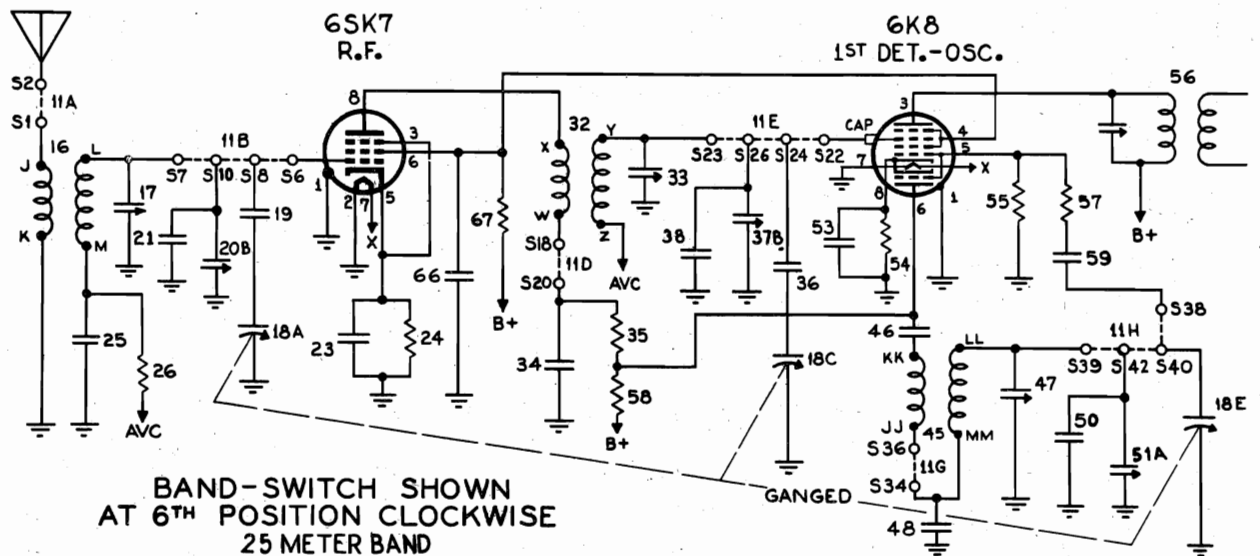 6SK7
R.F.
6K8
1ST DET.-OSC.
S2
11A
S1
J
16
K
L
M
17
21
20B
25
26
AVC
11B
S7
S10
S8
S6
19
18A
8
3
6
1
2
7
5
X
23
24
66
67
B+
32
X
W
S18
11D
S20
34
35
58
B+
Y
Z
AVC
33
11E
S23
S26
S24
S22
38
37B
36
18C
CAP
3
4
5
7
8
6
1
X
53
54
55
57
59
56
B+
46
KK
JJ
45
LL
MM
S36
11G
S34
48
47
11H
S39
S42
S40
S38
50
51A
18E
GANGED
BAND-SWITCH SHOWN
AT 6TH POSITION CLOCKWISE
25 METER BAND